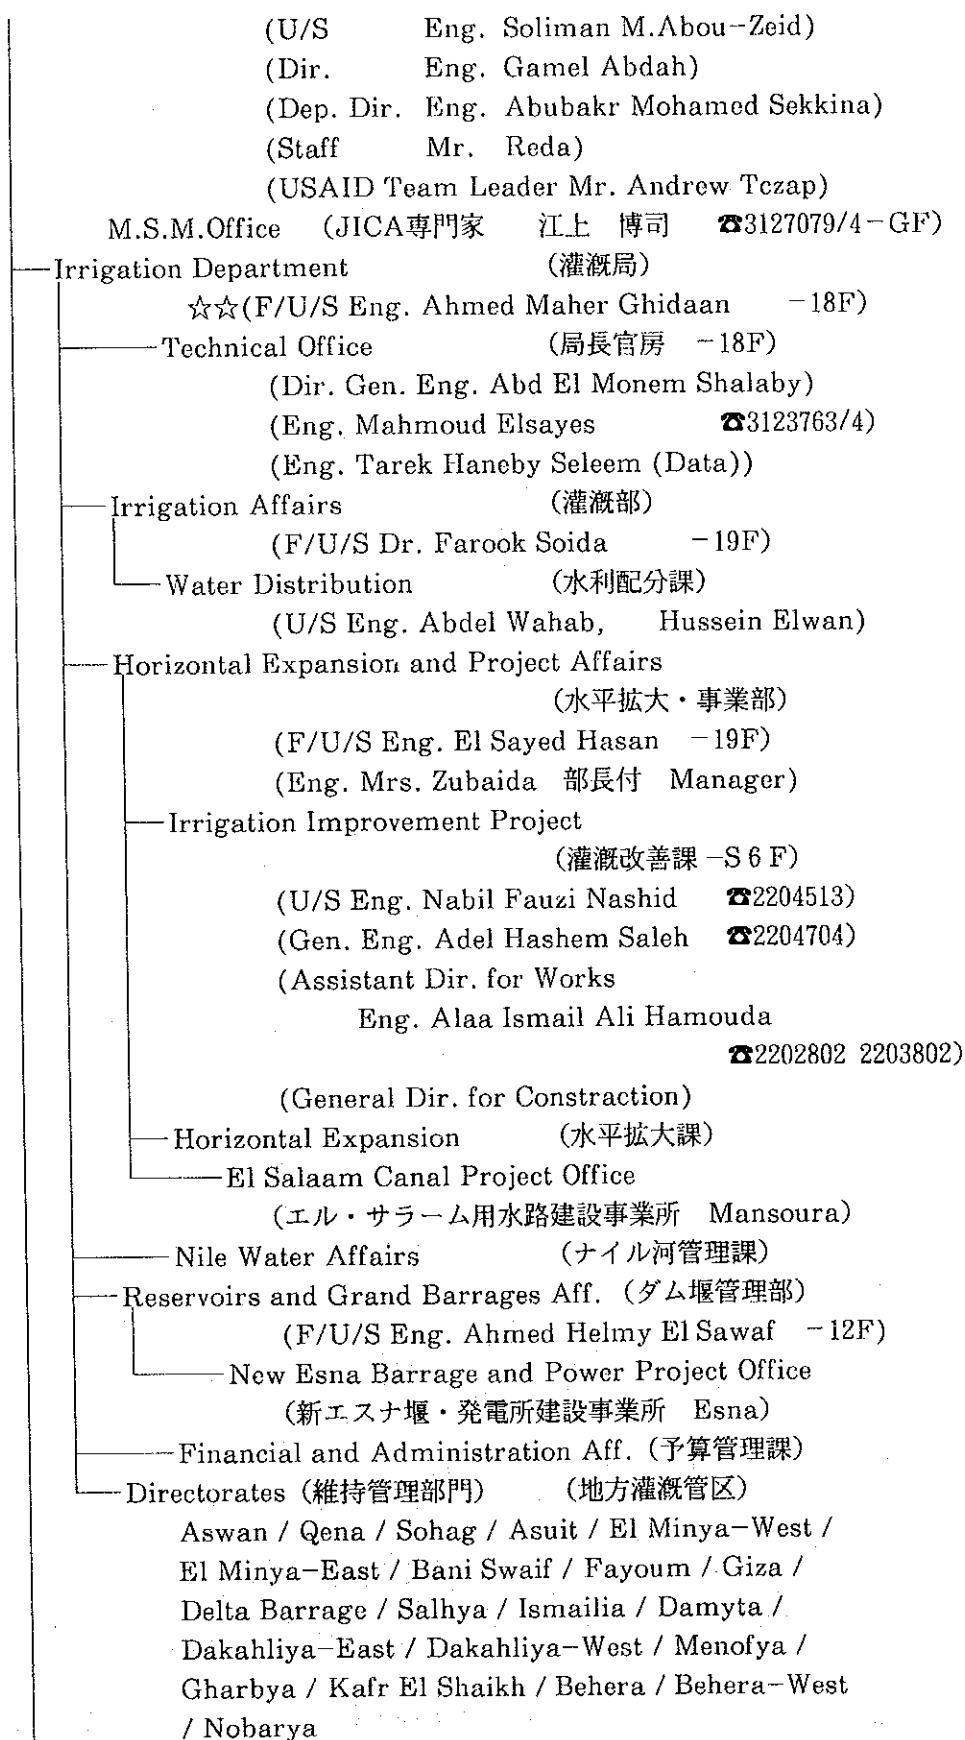 (U/S Eng. Soliman M.Abou-Zeid)
(Dir. Eng. Gamel Abdah)
(Dep. Dir. Eng. Abubakr Mohamed Sekkina)
(Staff Mr. Reda)
(USAID Team Leader Mr. Andrew Tczap)
M.S.M.Office (JICA専門家 江上 博司 ☎3127079/4-GF)
Irrigation Department (灌漑局)
☆☆(F/U/S Eng. Ahmed Maher Ghidaan -18F)
Technical Office (局長官房 -18F)
(Dir. Gen. Eng. Abd El Monem Shalaby)
(Eng. Mahmoud Elsayes ☎3123763/4)
(Eng. Tarek Haneby Seleem (Data))
Irrigation Affairs (灌漑部)
(F/U/S Dr. Farook Soida -19F)
Water Distribution (水利配分課)
(U/S Eng. Abdel Wahab, Hussein Elwan)
Horizontal Expansion and Project Affairs
(水平拡大・事業部)
(F/U/S Eng. El Sayed Hasan -19F)
(Eng. Mrs. Zubaida 部長付 Manager)
Irrigation Improvement Project
(灌漑改善課 -S6F)
(U/S Eng. Nabil Fauzi Nashid ☎2204513)
(Gen. Eng. Adel Hashem Saleh ☎2204704)
(Assistant Dir. for Works
Eng. Alaa Ismail Ali Hamouda
☎2202802 2203802)
(General Dir. for Constraction)
Horizontal Expansion (水平拡大課)
El Salaam Canal Project Office
(エル・サラーム用水路建設事業所 Mansoura)
Nile Water Affairs (ナイル河管理課)
Reservoirs and Grand Barrages Aff. (ダム堰管理部)
(F/U/S Eng. Ahmed Helmy El Sawaf -12F)
New Esna Barrage and Power Project Office
(新エスナ堰・発電所建設事業所 Esna)
Financial and Administration Aff. (予算管理課)
Directorates (維持管理部門) (地方灌漑管区)
Aswan / Qena / Sohag / Asuit / El Minya-West /
El Minya-East / Bani Swaif / Fayoum / Giza /
Delta Barrage / Salhya / Ismailia / Damyta /
Dakahliya-East / Dakahliya-West / Menofya /
Gharbya / Kafr El Shaikh / Behera / Behera-West
/ Nobarya